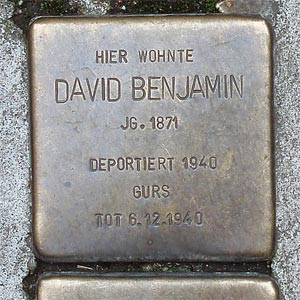 HIER WOHNTE
DAVID BENJAMIN
JG. 1871
DEPORTIERT 1940
GURS
TOT 6.12.1940